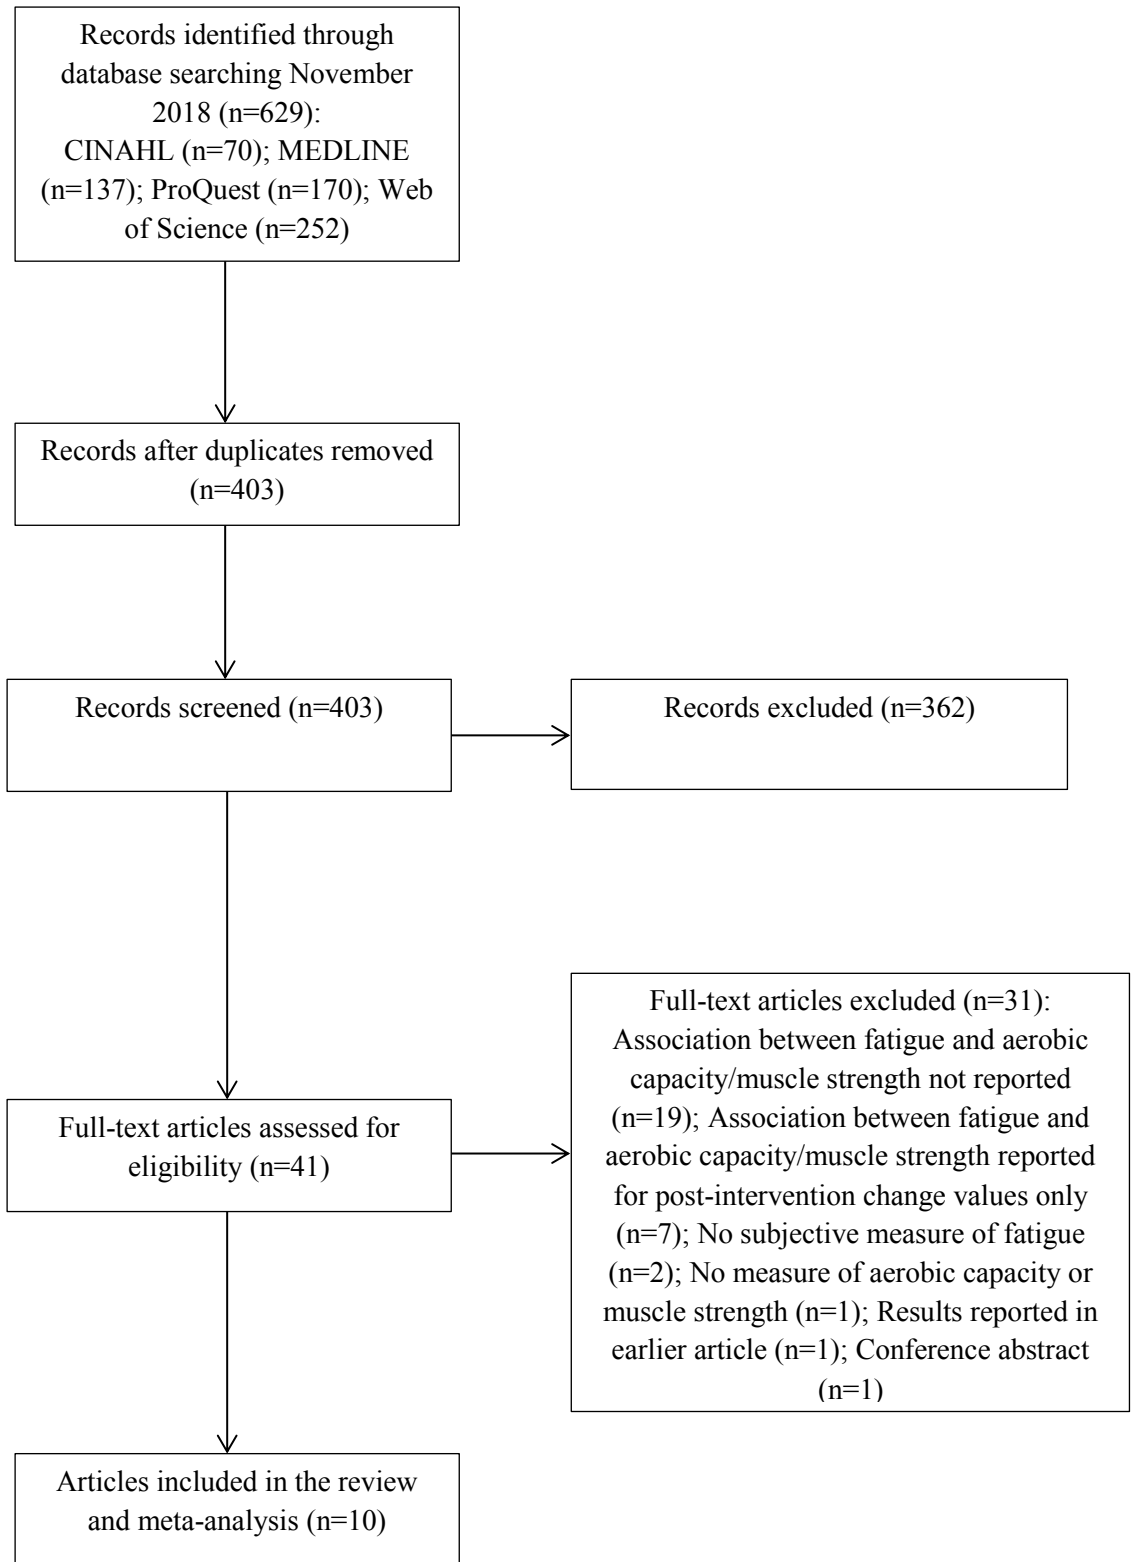 Records identified through
database searching November
2018 (n=629):
CINAHL (n=70); MEDLINE
(n=137); ProQuest (n=170); Web
of Science (n=252)
Records after duplicates removed
(n=403)
Records screened (n=403)
Records excluded (n=362)
Full-text articles assessed for
eligibility (n=41)
Full-text articles excluded (n=31):
Association between fatigue and aerobic
capacity/muscle strength not reported
(n=19); Association between fatigue and
aerobic capacity/muscle strength reported
for post-intervention change values only
(n=7); No subjective measure of fatigue
(n=2); No measure of aerobic capacity or
muscle strength (n=1); Results reported in
earlier article (n=1); Conference abstract
(n=1)
Articles included in the review
and meta-analysis (n=10)